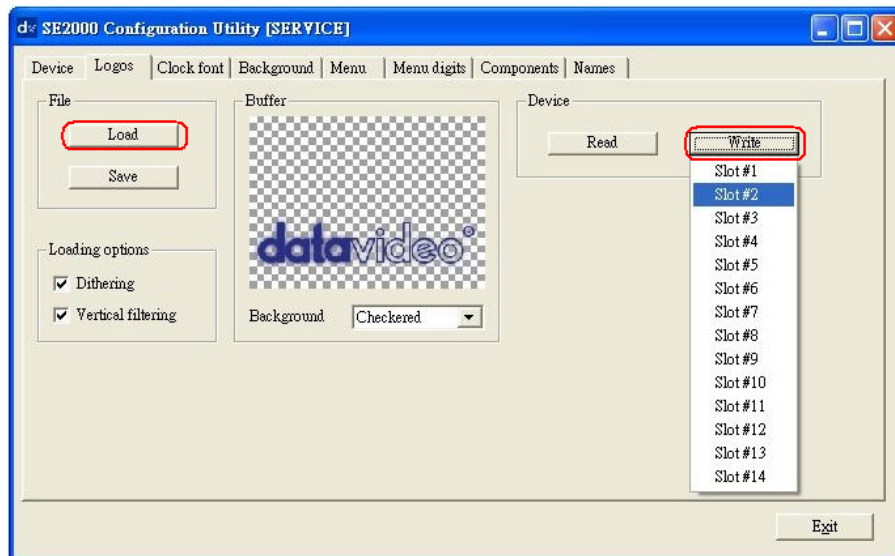 dv SE2000 Configuration Utility [SERVICE]
Device Logos Clock font Background Menu Menu digits Components Names
File
Load
Save
Loading options
Dithering
Vertical filtering
Buffer
datavideo®
Background Checkered
Device
Read Write
Slot #1
Slot #2
Slot #3
Slot #4
Slot #5
Slot #6
Slot #7
Slot #8
Slot #9
Slot #10
Slot #11
Slot #12
Slot #13
Slot #14
Exit